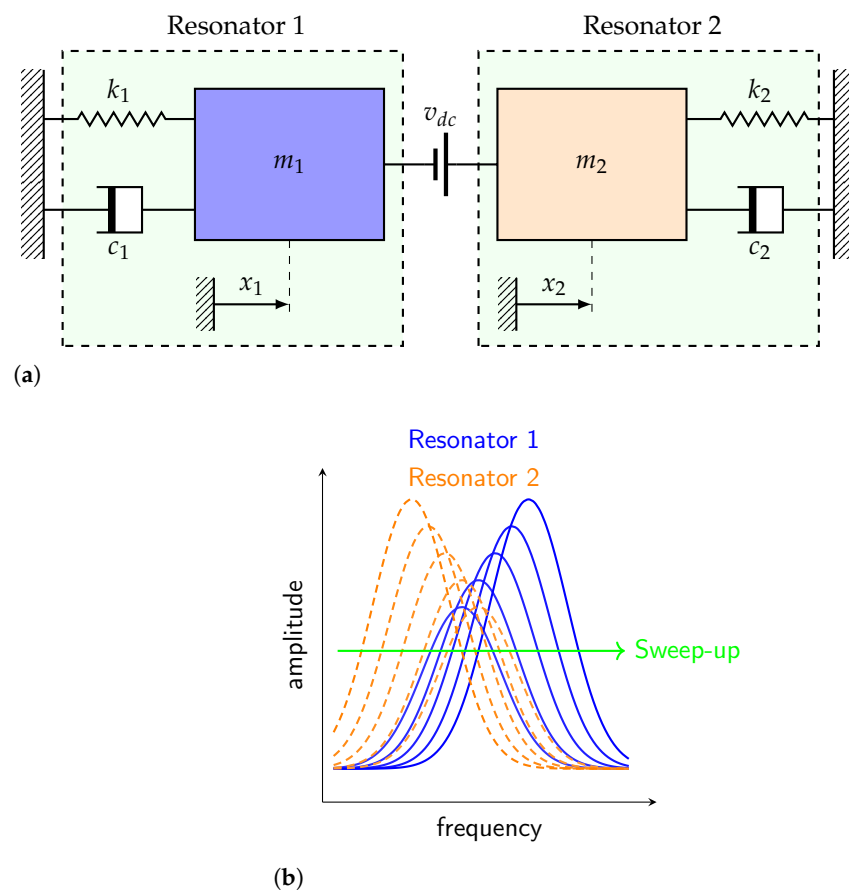 Resonator 1 Resonator 2
k₁ v_dc k₂
m₁ m₂
c₁ c₂
x₁ x₂
(a)
Resonator 1
Resonator 2
amplitude
Sweep-up
frequency
(b)